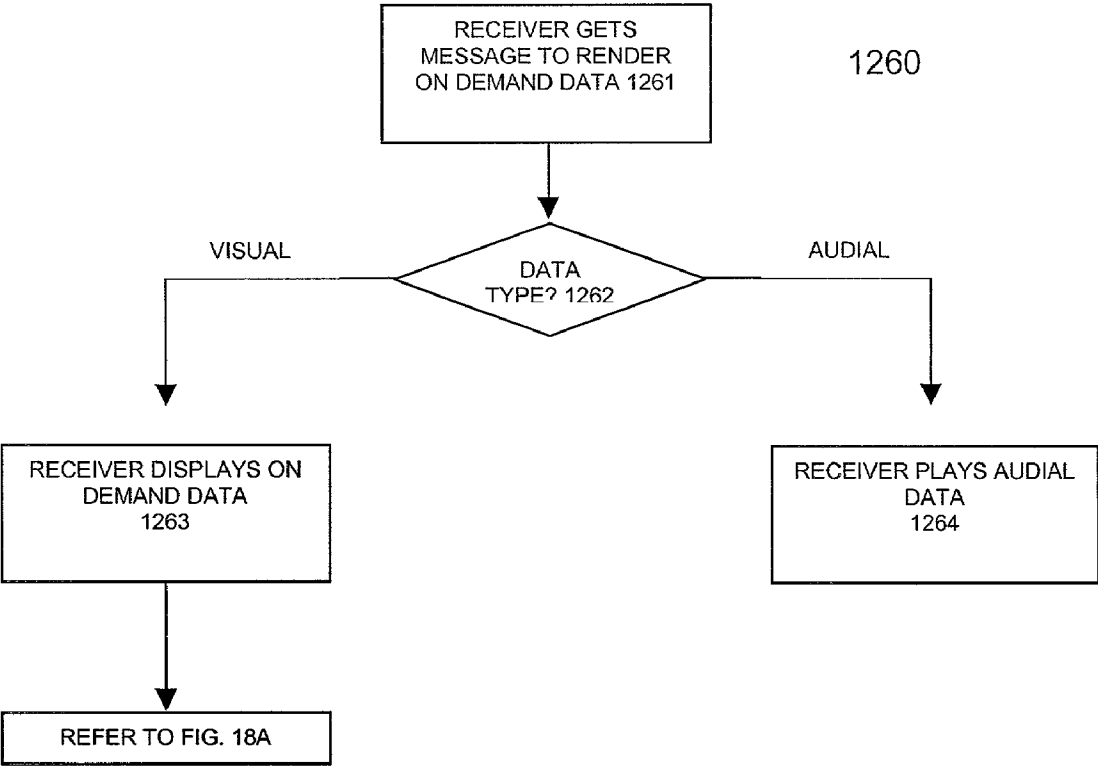 RECEIVER GETS
MESSAGE TO RENDER
ON DEMAND DATA 1261
1260
VISUAL
AUDIAL
DATA
TYPE? 1262
RECEIVER DISPLAYS ON
DEMAND DATA
1263
RECEIVER PLAYS AUDIAL
DATA
1264
REFER TO FIG. 18A